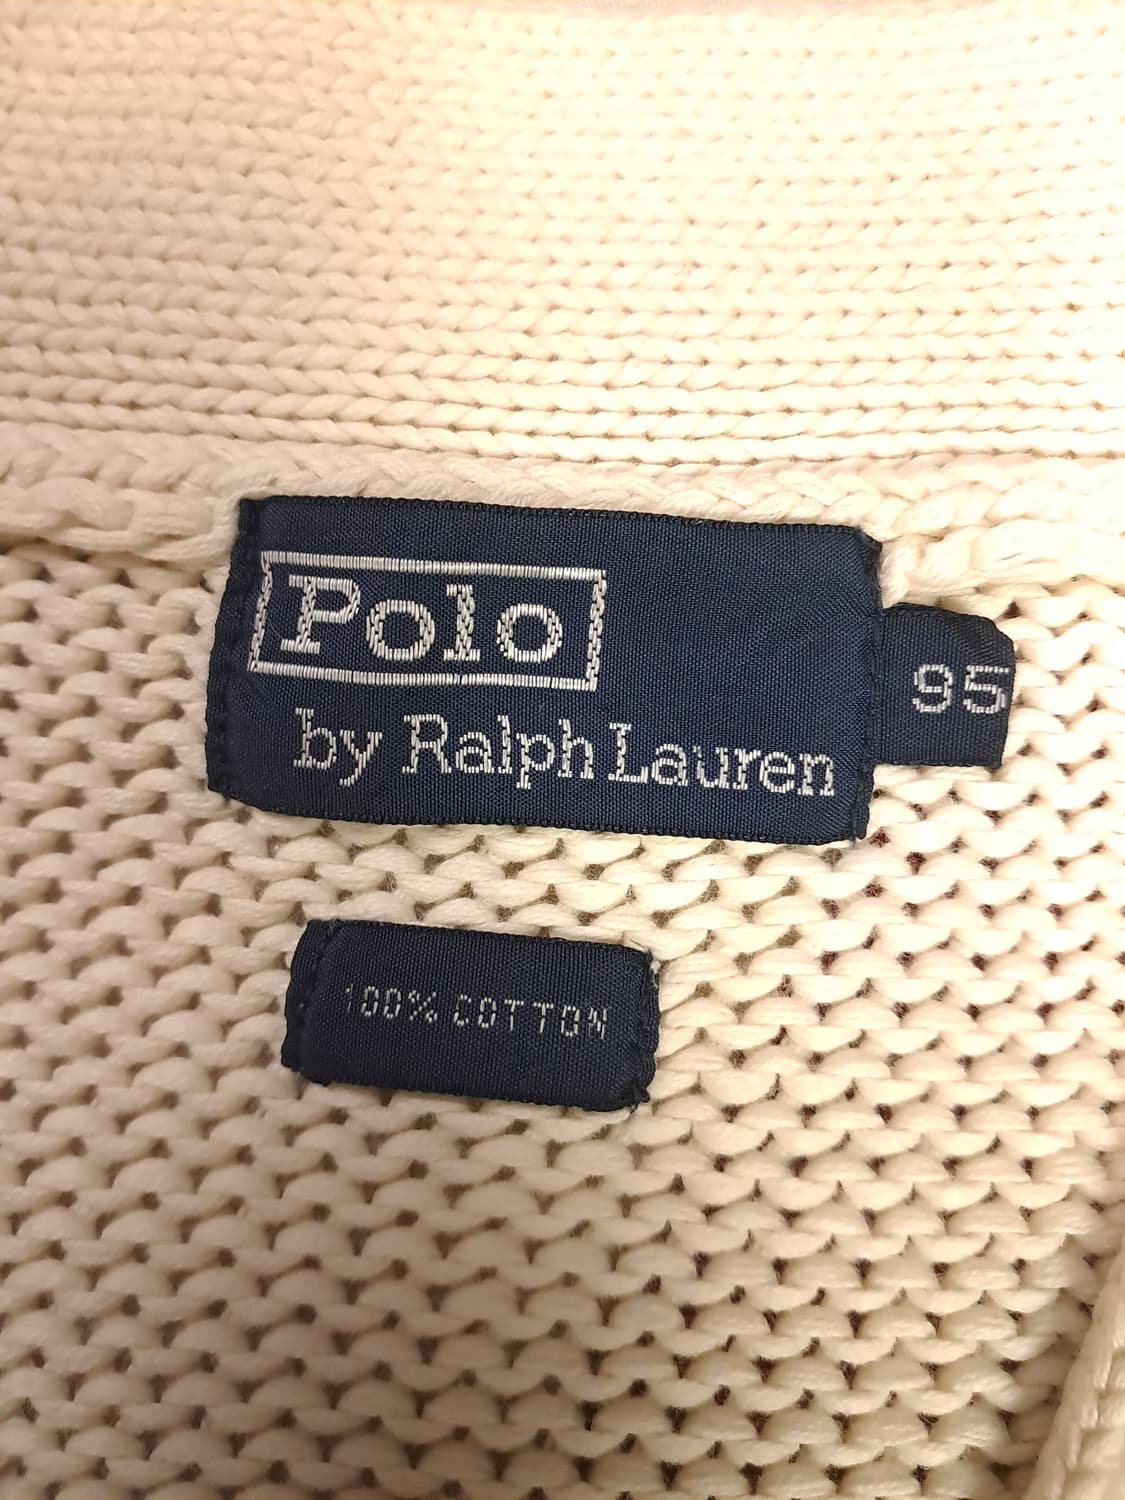 Polo
by Ralph Lauren
95
100% COTTON